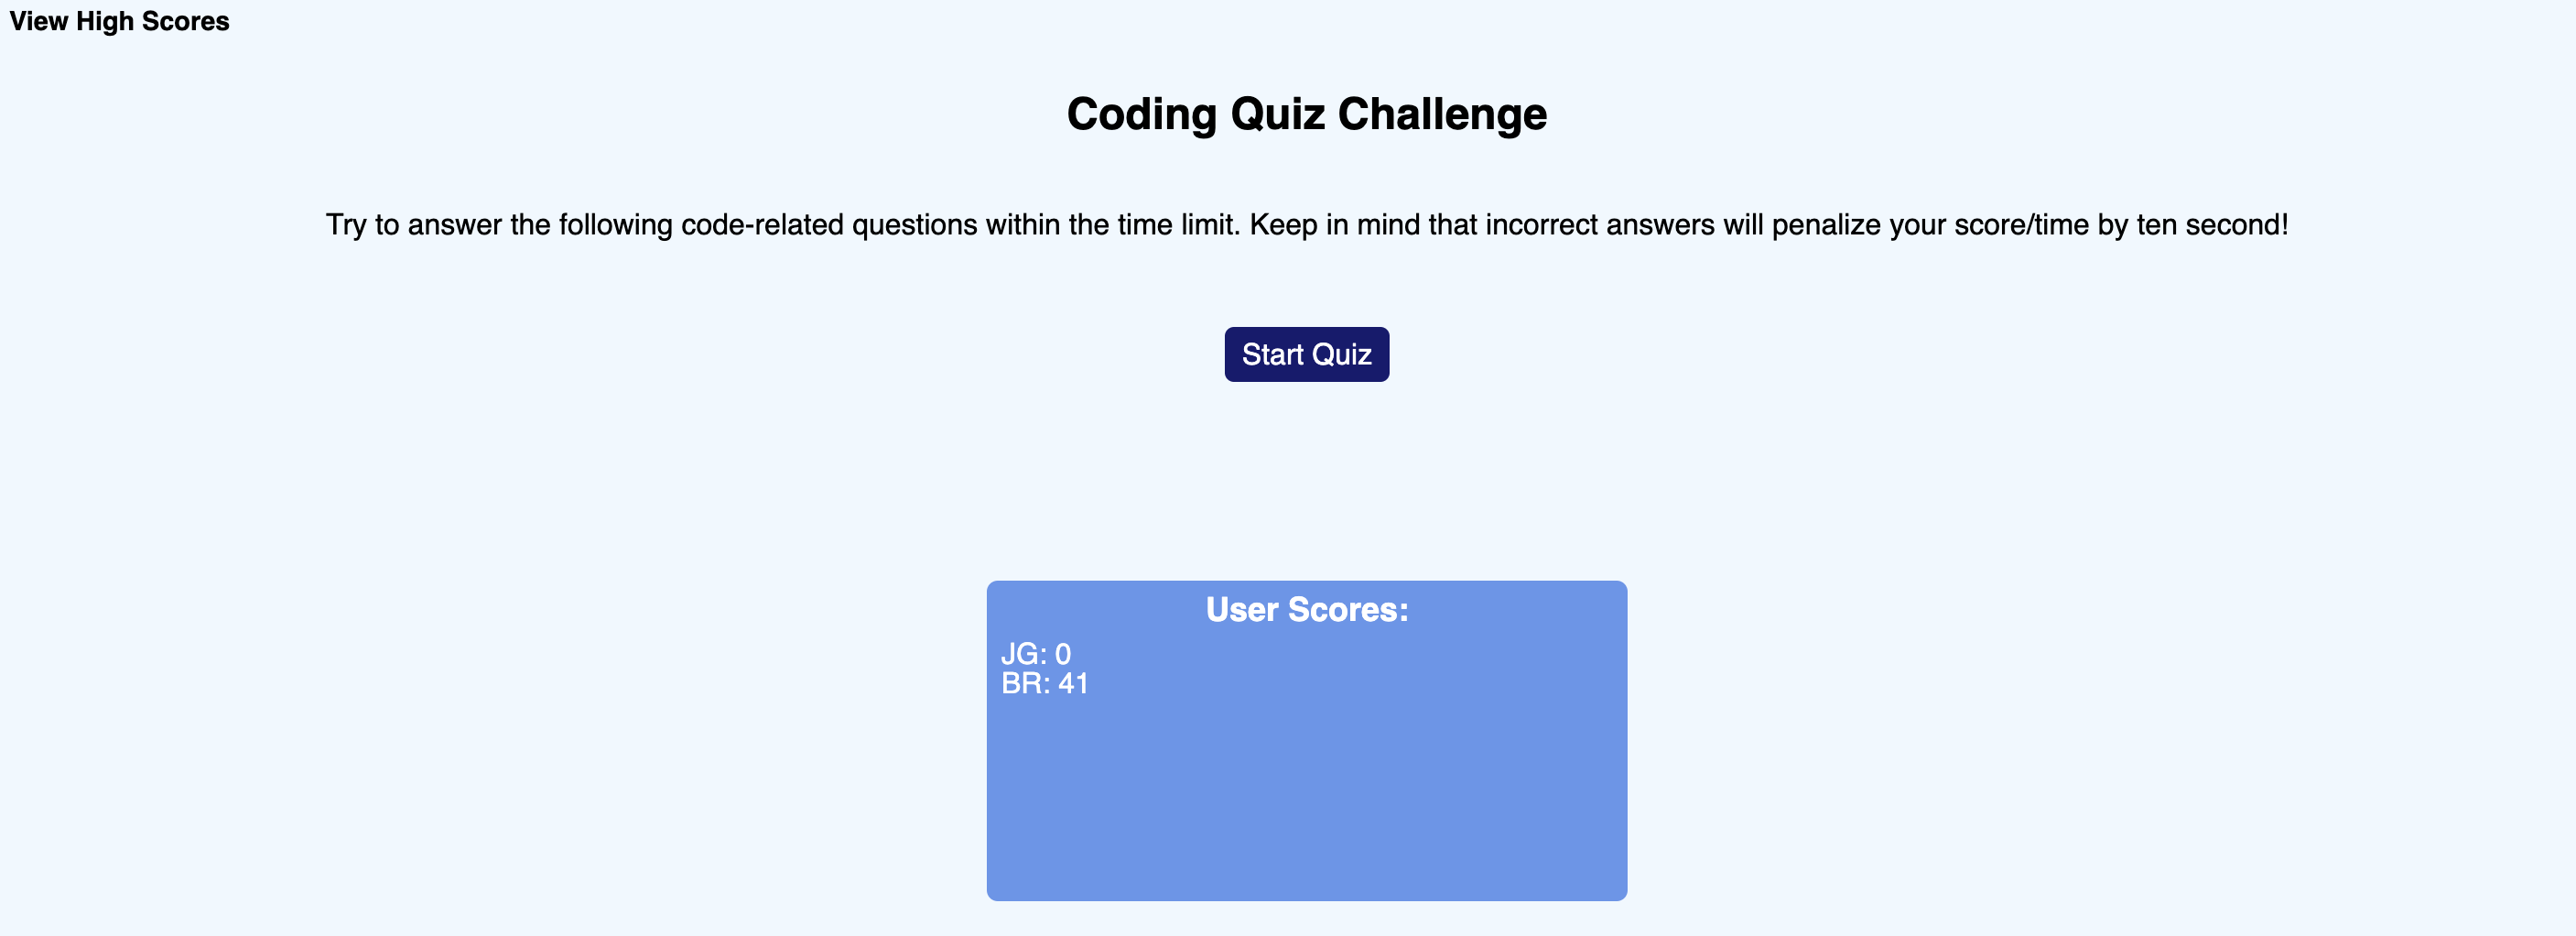 View High Scores
Coding Quiz Challenge
Try to answer the following code-related questions within the time limit. Keep in mind that incorrect answers will penalize your score/time by ten second!
Start Quiz
User Scores:
JG: 0
BR: 41